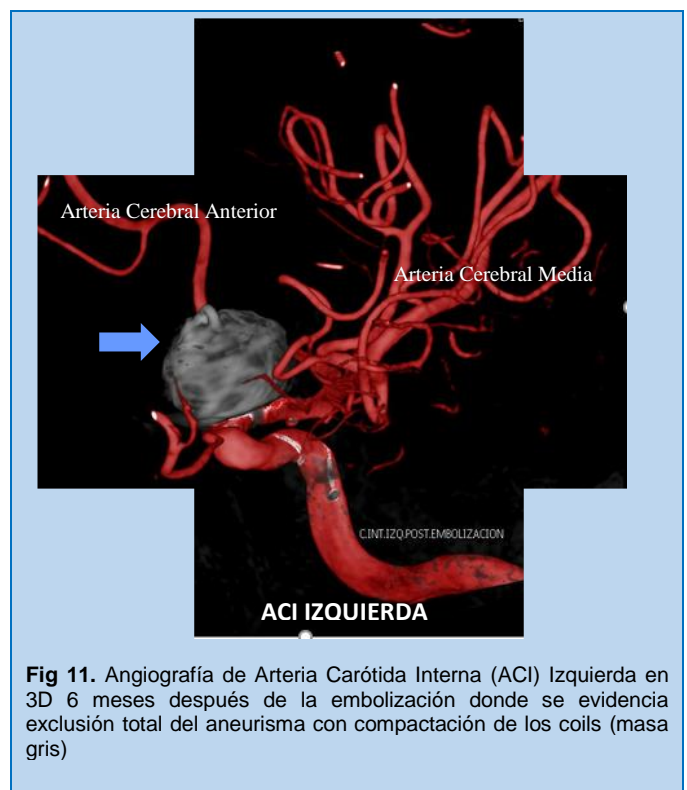 Arteria Cerebral Anterior
Arteria Cerebral Media
C.INT.IZQ.POST.EMBOLIZACION
ACI IZQUIERDA
Fig 11. Angiografía de Arteria Carótida Interna (ACI) Izquierda en
3D 6 meses después de la embolización donde se evidencia
exclusión total del aneurisma con compactación de los coils (masa
gris)